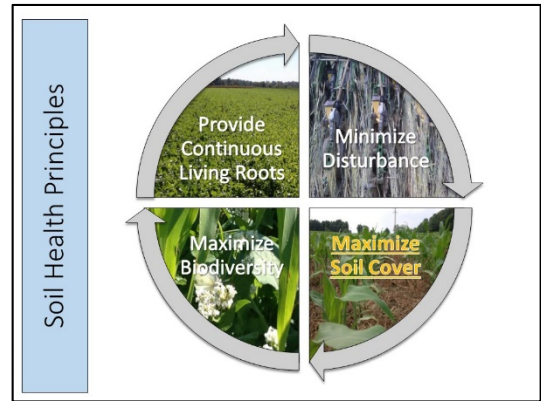 Soil Health Principles
Provide
Continuous
Living Roots
Minimize
Disturbance
Maximize
Biodiversity
Maximize
Soil Cover